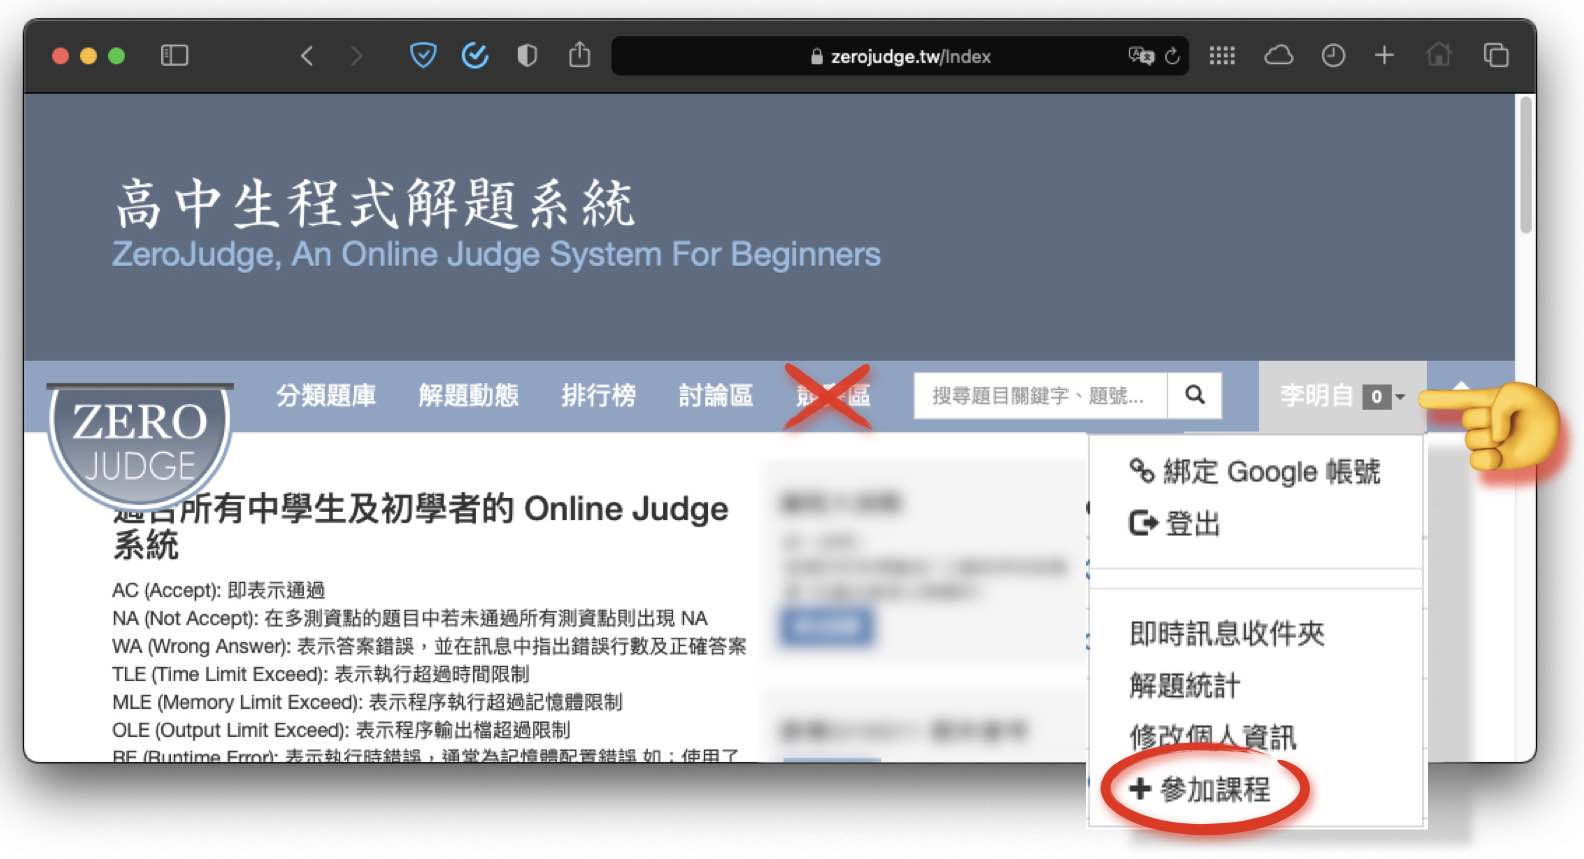 zerojudge.tw/Index
高中生程式解題系統
ZeroJudge, An Online Judge System For Beginners
ZERO
JUDGE
分類題庫 解題動態 排行榜 討論區 區 搜尋題目關鍵字、題號... 李明自 0
綁定 Google 帳號
登出
即時訊息收件夾
解題統計
修改個人資訊
參加課程
適合所有中學生及初學者的 Online Judge
系統
AC (Accept): 即表示通過
NA (Not Accept): 在多測資點的題目中若未通過所有測資點則出現 NA
WA (Wrong Answer): 表示答案錯誤，並在訊息中指出錯誤行數及正確答案
TLE (Time Limit Exceed): 表示執行超過時間限制
MLE (Memory Limit Exceed): 表示程序執行超過記憶體限制
OLE (Output Limit Exceed): 表示程序輸出檔超過限制
RE (Runtime Error): 表示執行時錯誤，通常為記憶體配置錯誤 如：使用了